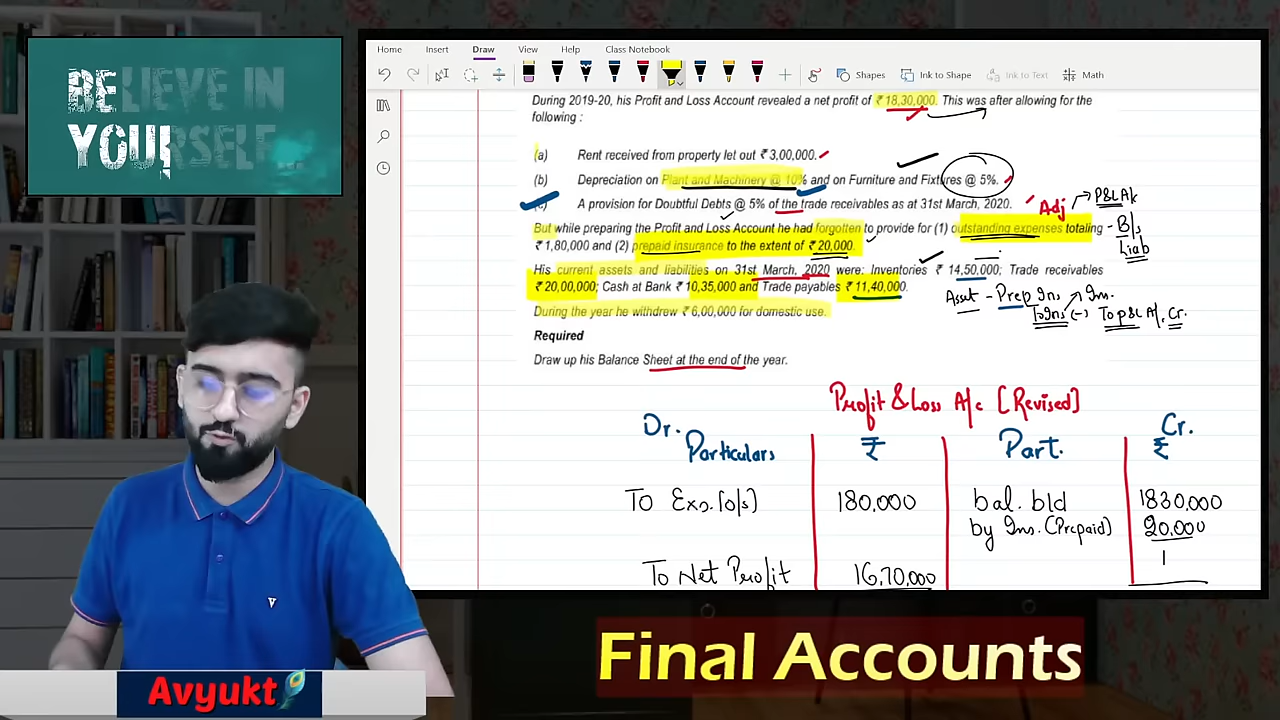 BELIEVE IN
YOURSELF...
Home Insert Draw View Help Class Notebook
Shapes Ink to Shape Ink to Text Math
During 2019-20, his Profit and Loss Account revealed a net profit of ₹ 18,30,000. This was after allowing for the
following :
(a) Rent received from property let out ₹ 3,00,000.
(b) Depreciation on Plant and Machinery @ 10% and on Furniture and Fixtures @ 5%.
(c) A provision for Doubtful Debts @ 5% of the trade receivables as at 31st March, 2020.
Adj P&L A/c
But while preparing the Profit and Loss Account he had forgotten to provide for (1) outstanding expenses totaling
- B/s
Liab
₹ 1,80,000 and (2) prepaid insurance to the extent of ₹ 20,000.
His current assets and liabilities on 31st March, 2020 were: Inventories ₹ 14,50,000; Trade receivables
₹ 20,00,000; Cash at Bank ₹ 10,35,000 and Trade payables ₹ 11,40,000.
Asset - Prep Ins Ins.
To Ins (-) To P&L A/c. Cr.
During the year he withdrew ₹ 6,00,000 for domestic use.
Required
Draw up his Balance Sheet at the end of the year.
Profit & Loss A/c [Revised]
Dr. Cr.
Particulars ₹ Part. ₹
To Exp. [o/s] 180,000 bal. b/d 1830,000
by Ins. (Prepaid) 20,000
To Net Profit 16,70,000
Final Accounts
Avyukt